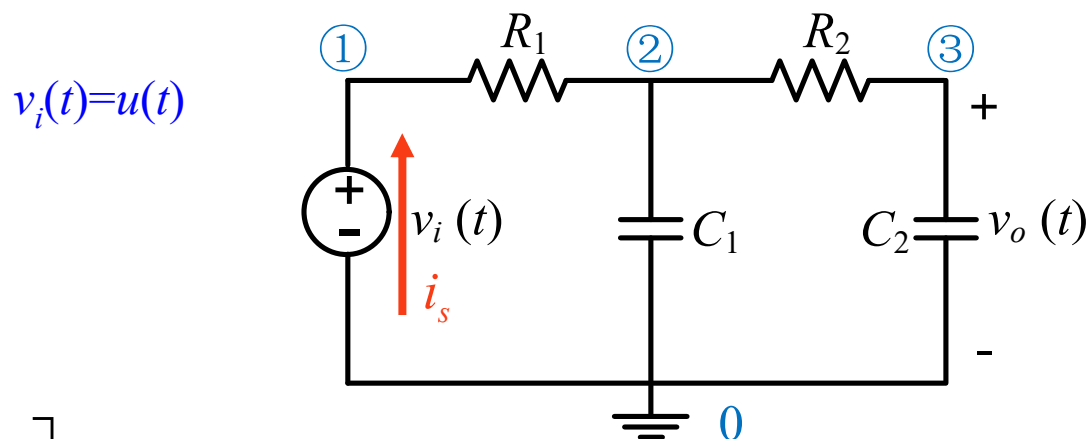 ① R₁ ② R₂ ③
vᵢ(t)=u(t)
+
+
-
vᵢ (t) C₁ C₂ vₒ (t)
iₛ
-
0